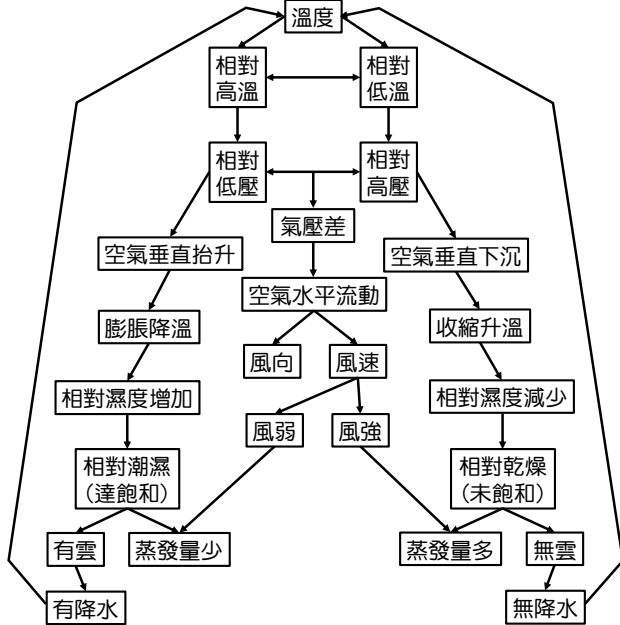 溫度
相對
高溫
相對
低溫
相對
低壓
相對
高壓
氣壓差
空氣垂直抬升
空氣垂直下沉
空氣水平流動
膨脹降溫
收縮升溫
風向
風速
相對濕度增加
相對濕度減少
風弱
風強
相對潮濕
(達飽和)
相對乾燥
(未飽和)
有雲
蒸發量少
蒸發量多
無雲
有降水
無降水